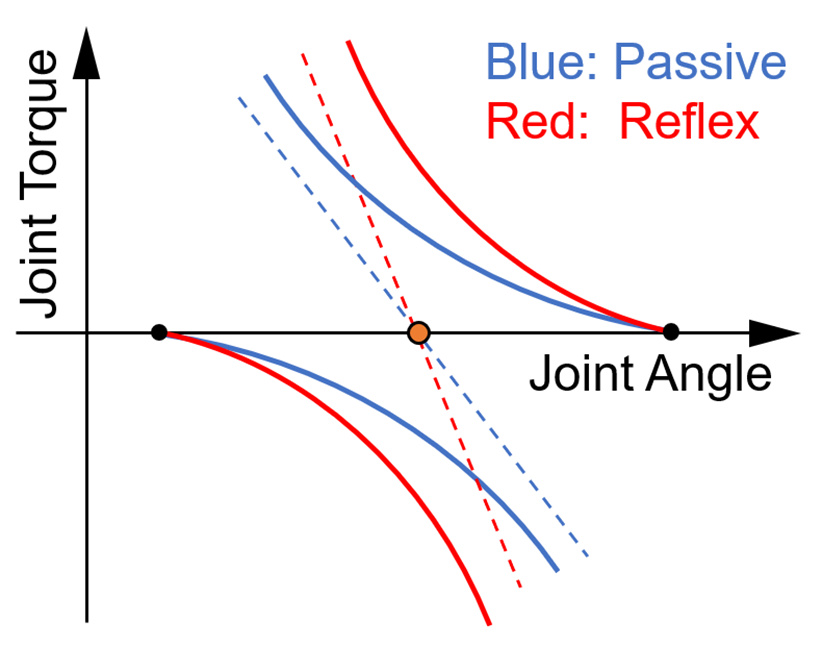 Blue: Passive
Red: Reflex
Joint Torque
Joint Angle